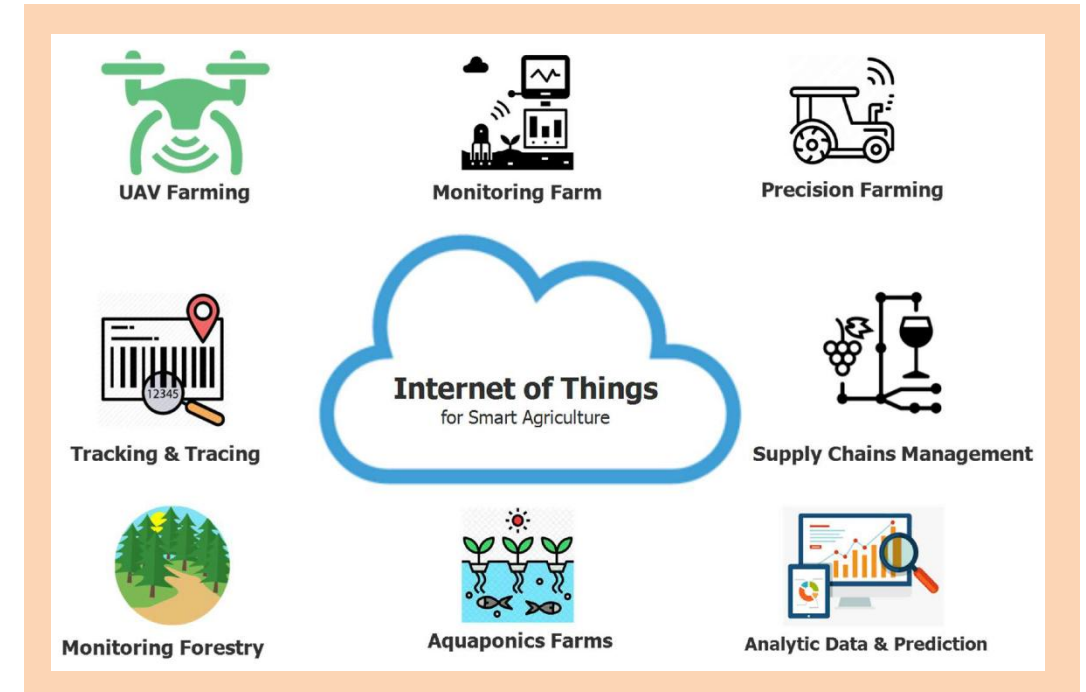 UAV Farming
Monitoring Farm
Precision Farming
Internet of Things
for Smart Agriculture
12345
Tracking & Tracing
Supply Chains Management
Monitoring Forestry
Aquaponics Farms
Analytic Data & Prediction